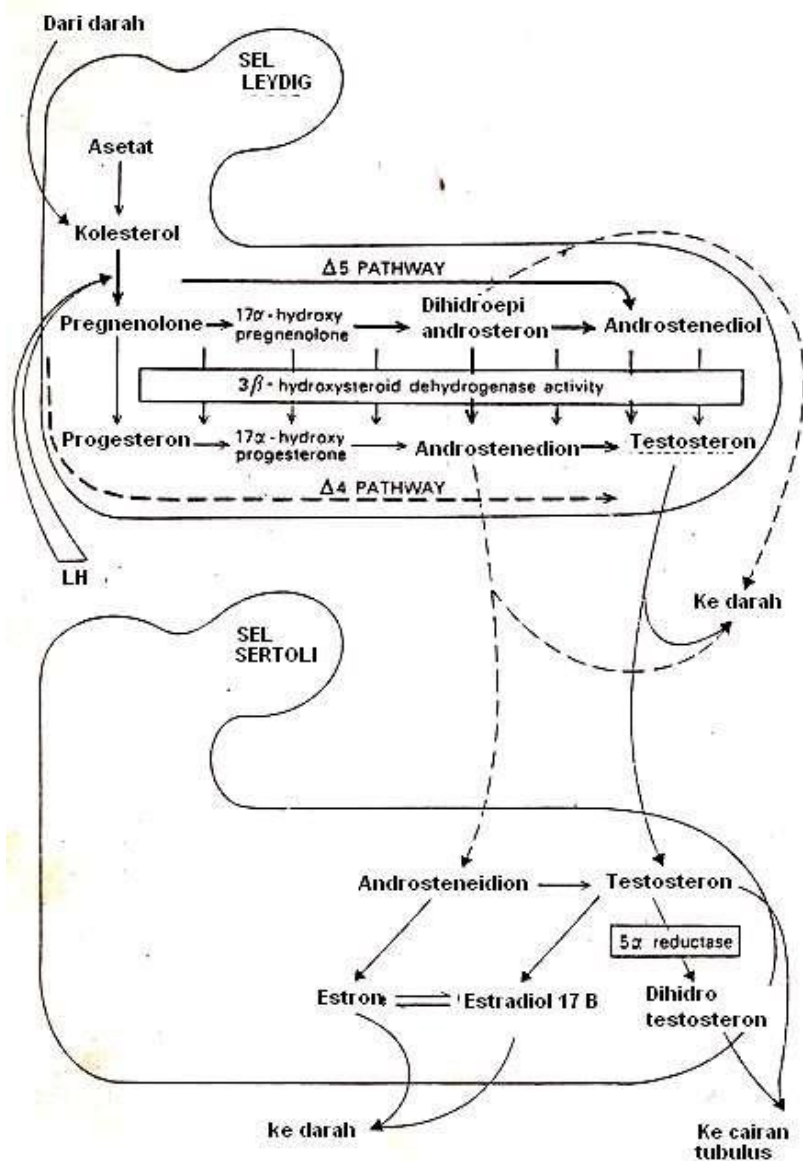 Dari darah
SEL
LEYDIG
Asetat
Kolesterol
Δ5 PATHWAY
Pregnenolone
17α-hydroxy
pregnenolone
Dihidroepi
androsteron
Androstenediol
3β-hydroxysteroid dehydrogenase activity
Progesteron
17α-hydroxy
progesterone
Androstenedion
Testosteron
Δ4 PATHWAY
LH
Ke darah
SEL
SERTOLI
Androsteneidion
Testosteron
5α reductase
Estron
Estradiol 17 B
Dihidro
testosteron
ke darah
Ke cairan
tubulus